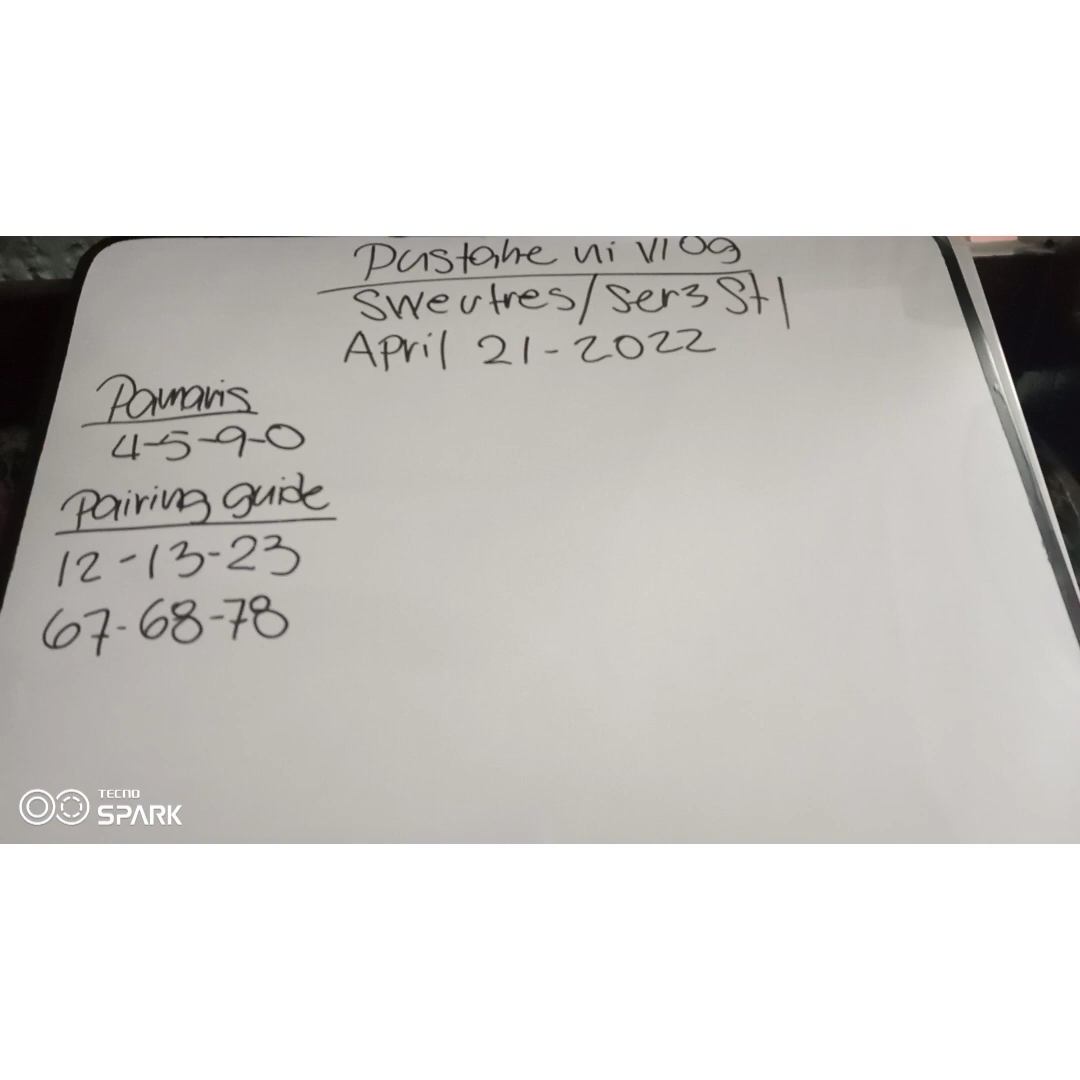 Pustahe ni Vlog
Swertres/Ser3 Stl
April 21-2022
Pamaris
4-5-9-0
Pairing guide
12-13-23
67-68-78
TECNO
SPARK